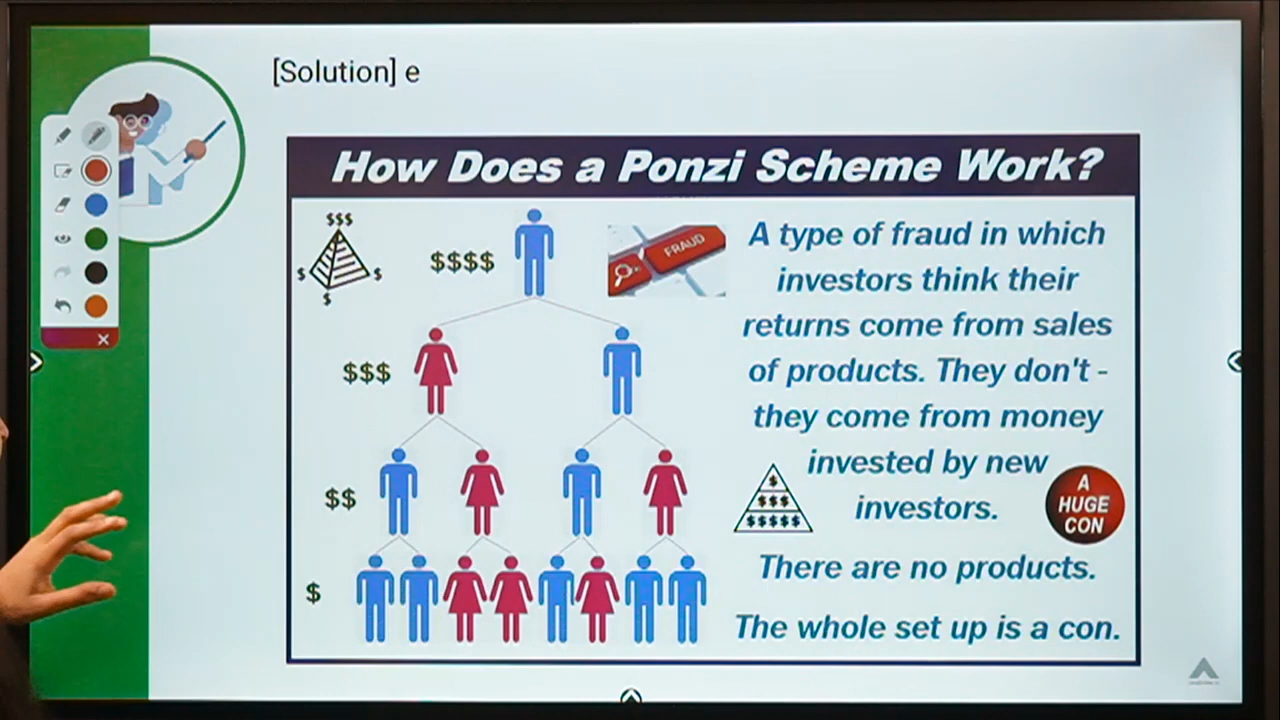 [Solution] e
How Does a Ponzi Scheme Work?
$$$
$
$
$
$$$$
FRAUD
A type of fraud in which
investors think their
returns come from sales
of products. They don't -
they come from money
invested by new
investors.
$$$
$$
$
$
$$$
$$$$$
A
HUGE
CON
There are no products.
The whole set up is a con.